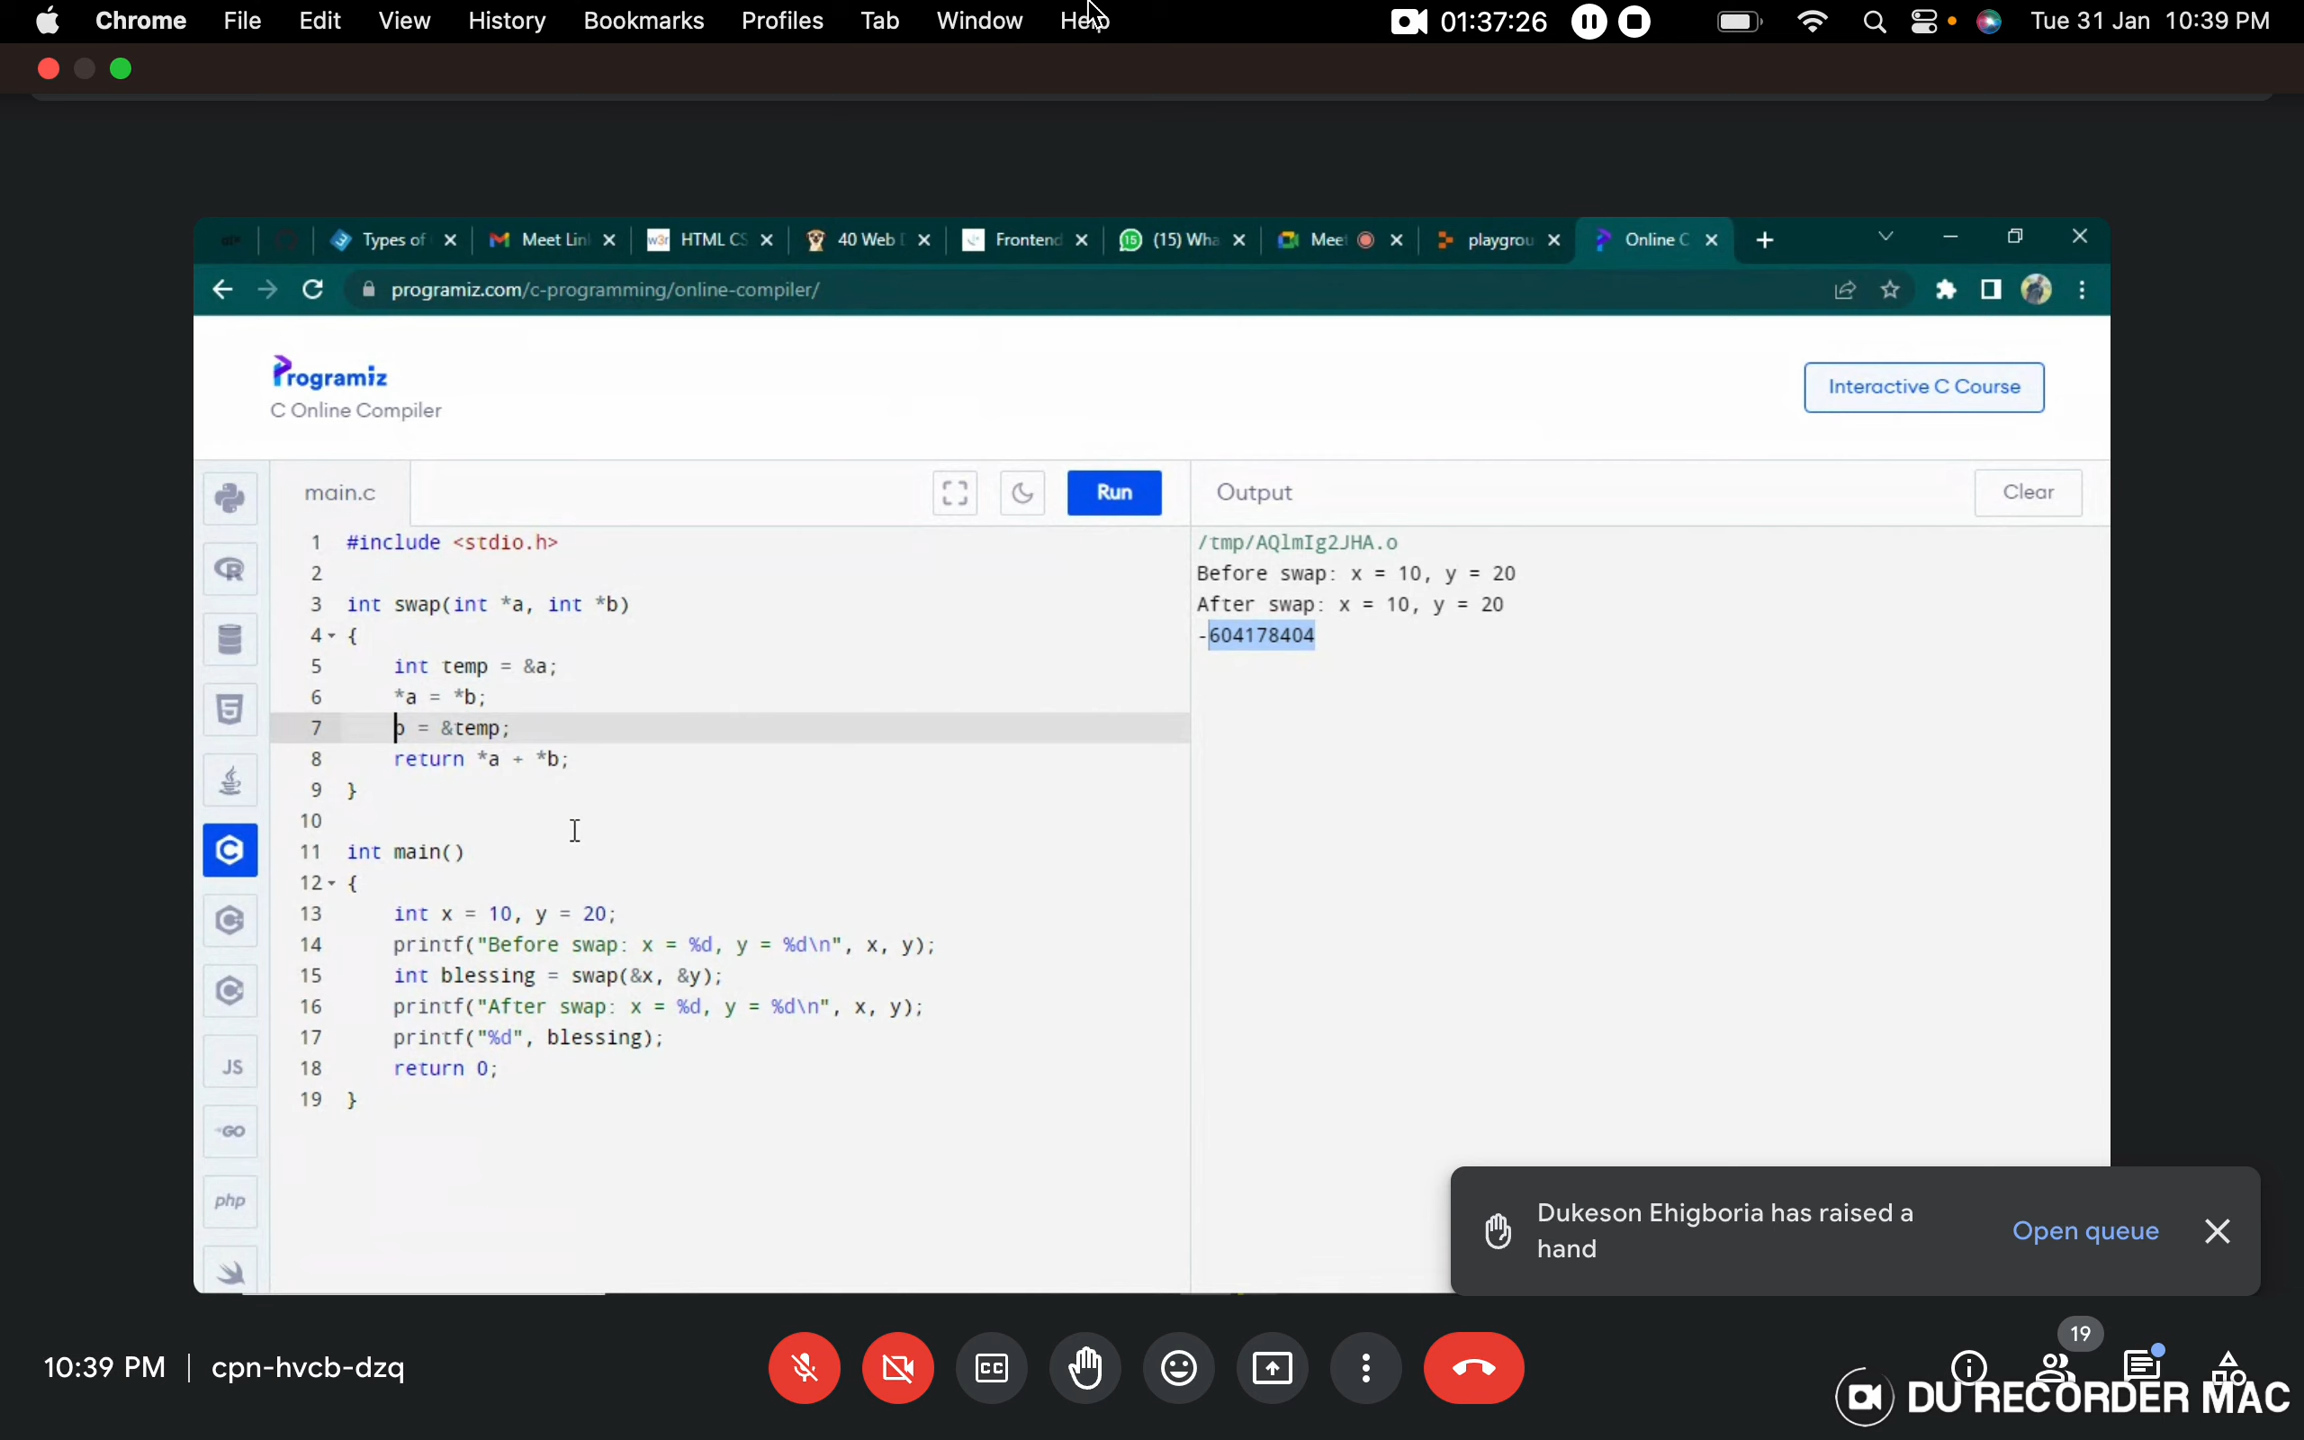 Chrome File Edit View History Bookmarks Profiles Tab Window Help 01:37:26 Tue 31 Jan 10:39 PM
Types of Meet Lin HTML CS 40 Web Frontend (15) Wha Mee playgrou Online C
programiz.com/c-programming/online-compiler/
Programiz
C Online Compiler
Interactive C Course
main.c
Run
Output
Clear
1 #include <stdio.h>
2
3 int swap(int *a, int *b)
4 {
5 int temp = &a;
6 *a = *b;
7 b = &temp;
8 return *a + *b;
9 }
10
11 int main()
12 {
13 int x = 10, y = 20;
14 printf("Before swap: x = %d, y = %d\n", x, y);
15 int blessing = swap(&x, &y);
16 printf("After swap: x = %d, y = %d\n", x, y);
17 printf("%d", blessing);
18 return 0;
19 }
/tmp/AQlmIg2JHA.o
Before swap: x = 10, y = 20
After swap: x = 10, y = 20
-604178404
JS
GO
php
Dukeson Ehigboria has raised a
hand
Open queue
10:39 PM | cpn-hvcb-dzq
CC
19
DU RECORDER MAC